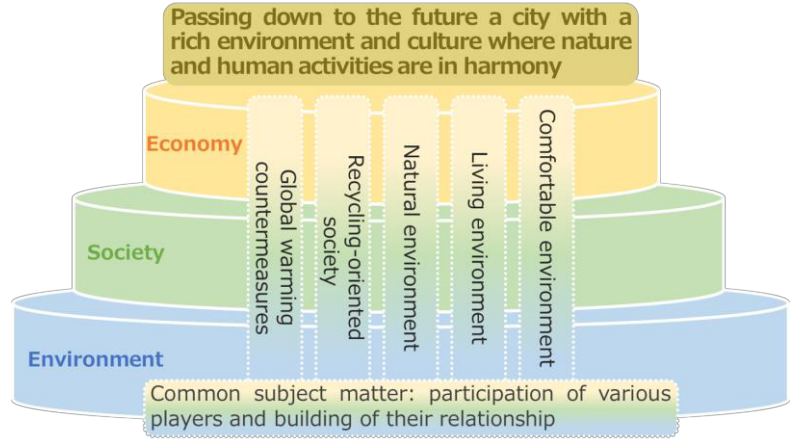 Passing down to the future a city with a
rich environment and culture where nature
and human activities are in harmony
Economy
Society
Environment
Global warming
countermeasures
Recycling-oriented
society
Natural environment
Living environment
Comfortable environment
Common subject matter: participation of various
players and building of their relationship